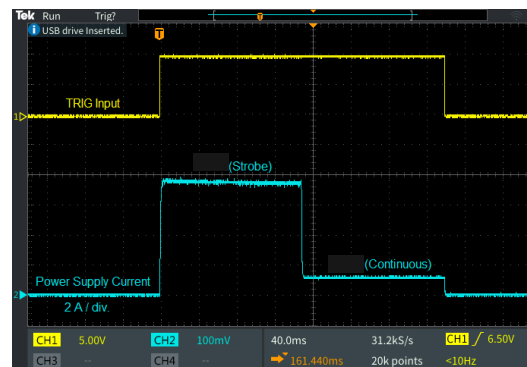 Tek Run Trig?
i USB drive Inserted.
T
T
TRIG Input
1
(Strobe)
(Continuous)
Power Supply Current
2
2 A / div.
CH1 5.00V CH2 100mV 40.0ms 31.2kS/s CH1 / 6.50V
CH3 -- CH4 -- 161.440ms 20k points <10Hz